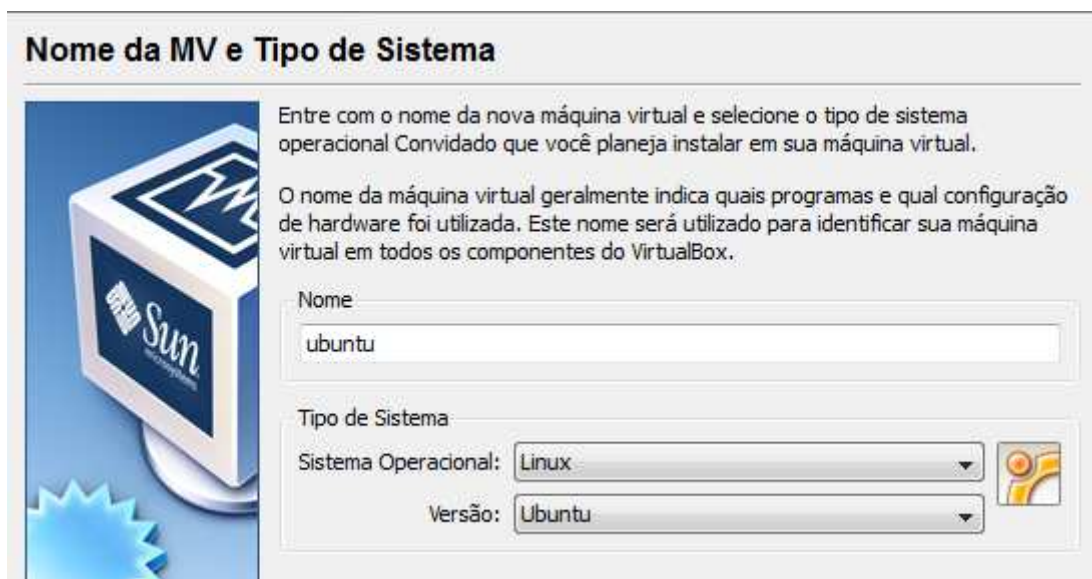 Nome da MV e Tipo de Sistema
Entre com o nome da nova máquina virtual e selecione o tipo de sistema
operacional Convidado que você planeja instalar em sua máquina virtual.
O nome da máquina virtual geralmente indica quais programas e qual configuração
de hardware foi utilizada. Este nome será utilizado para identificar sua máquina
virtual em todos os componentes do VirtualBox.
Sun
microsystems
Nome
ubuntu
Tipo de Sistema
Sistema Operacional: Linux
Versão: Ubuntu